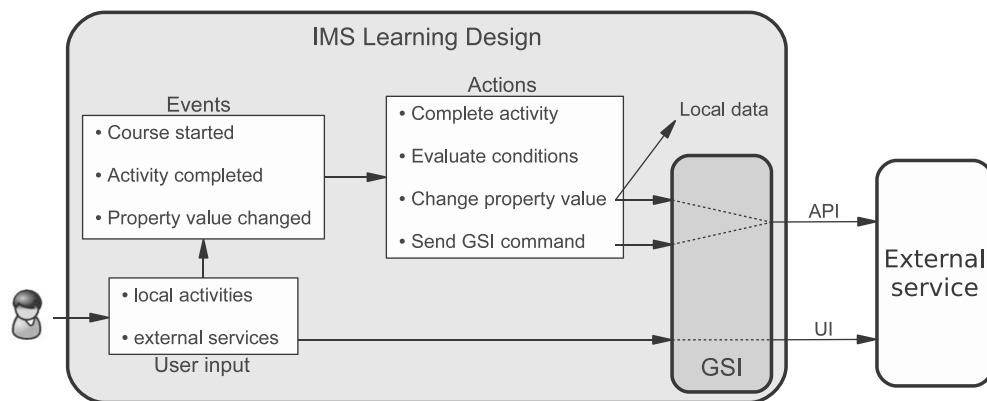 IMS Learning Design
Events
• Course started
• Activity completed
• Property value changed
Actions
• Complete activity
• Evaluate conditions
• Change property value
• Send GSI command
Local data
• local activities
• external services
User input
GSI
API
UI
External
service